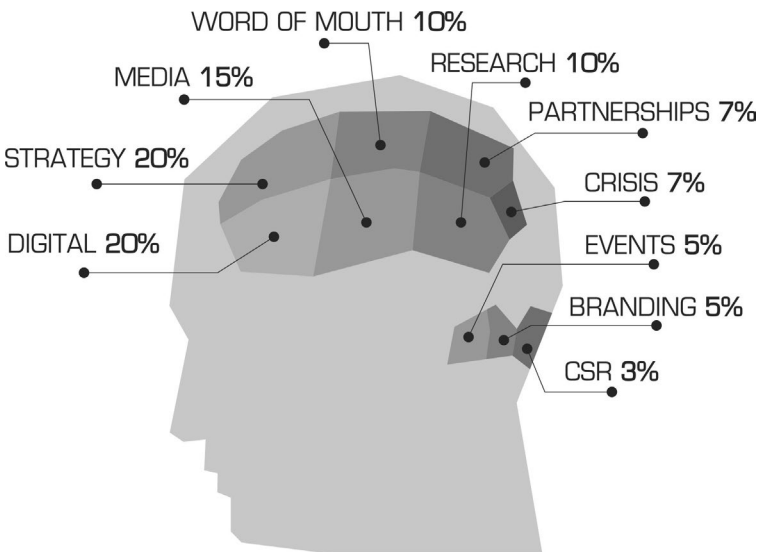 WORD OF MOUTH 10%
MEDIA 15%
RESEARCH 10%
PARTNERSHIPS 7%
STRATEGY 20%
CRISIS 7%
DIGITAL 20%
EVENTS 5%
BRANDING 5%
CSR 3%